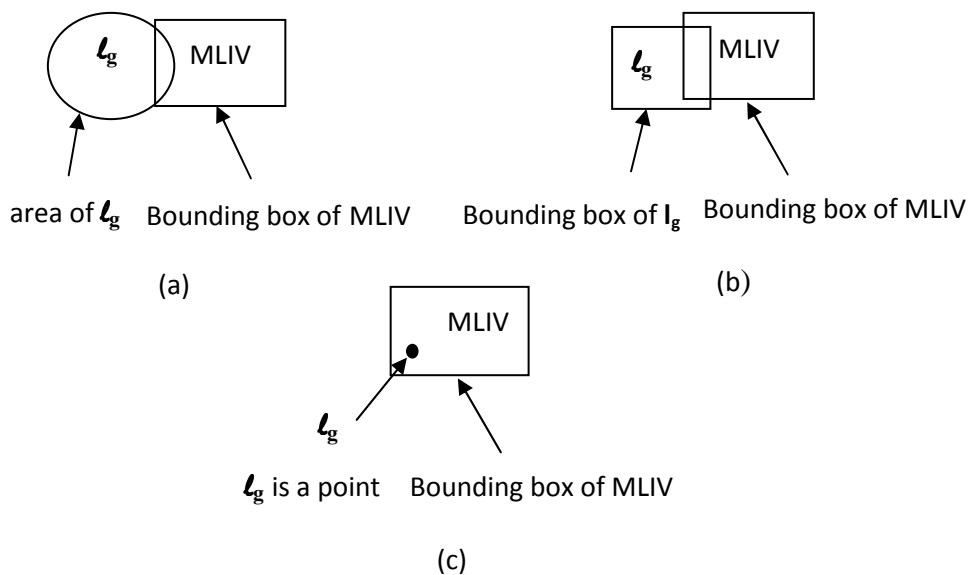 ℓg MLIV
area of ℓg Bounding box of MLIV
(a)
ℓg MLIV
Bounding box of lg Bounding box of MLIV
(b)
MLIV
ℓg
ℓg is a point Bounding box of MLIV
(c)